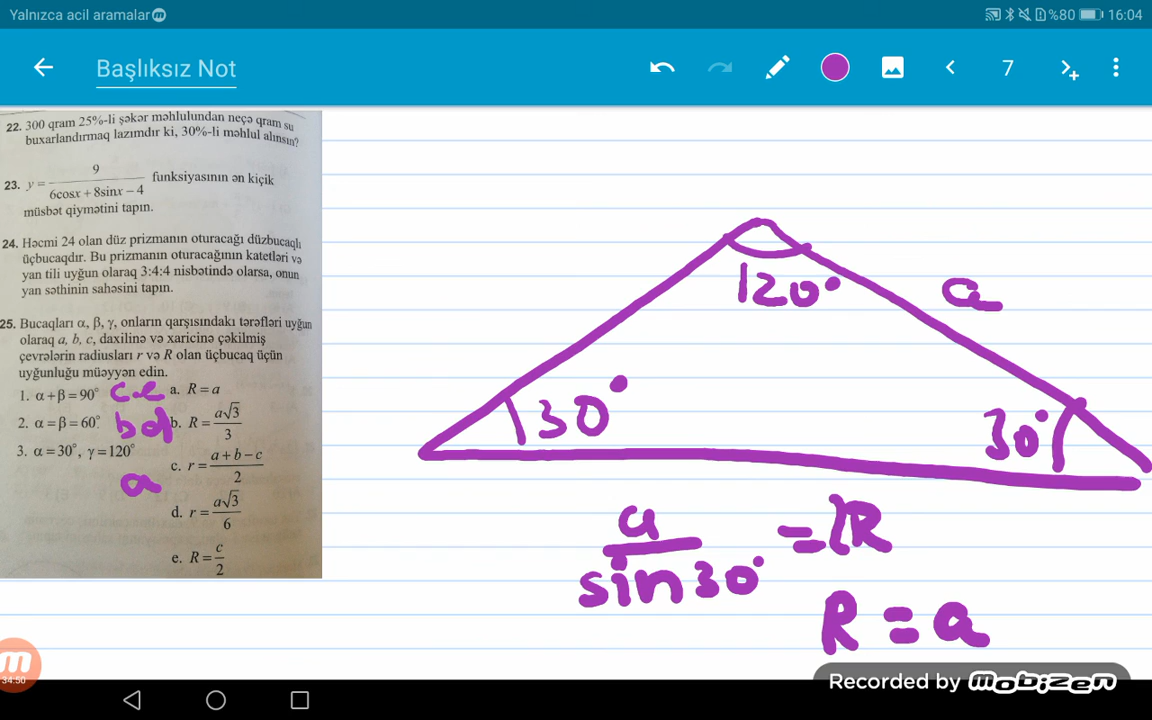 Yalnızca acil aramalar
%80
16:04
Başlıksız Not
7
22. 300 qram 25%-li şəkər məhlulundan neçə qram su
buxarlandırmaq lazımdır ki, 30%-li məhlul alınsın?
23. y = 9 / (6cosx + 8sinx − 4) funksiyasının ən kiçik
müsbət qiymətini tapın.
24. Həcmi 24 olan düz prizmanın oturacağı düzbucaqlı
üçbucaqdır. Bu prizmanın oturacağının katetləri və
yan tili uyğun olaraq 3:4:4 nisbətində olarsa, onun
yan səthinin sahəsini tapın.
25. Bucaqları α, β, γ, onların qarşısındakı tərəfləri uyğun
olaraq a, b, c, daxilinə və xaricinə çəkilmiş
çevrələrin radiusları r və R olan üçbucaq üçün
uyğunluğu müəyyən edin.
1. α + β = 90° c e a. R = a
2. α = β = 60° b d b. R = a√3 / 3
3. α = 30°, γ = 120° a
c. r = (a + b − c) / 2
d. r = a√3 / 6
e. R = c / 2
120°
a
30°
30°
a / sin30° = 2R
R = a
34:50
Recorded by mobizen